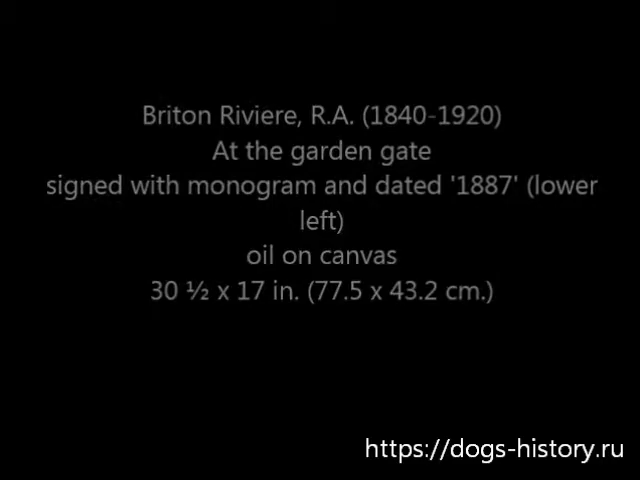 Briton Riviere, R.A. (1840-1920)
At the garden gate
signed with monogram and dated '1887' (lower
left)
oil on canvas
30 ½ x 17 in. (77.5 x 43.2 cm.)
https://dogs-history.ru